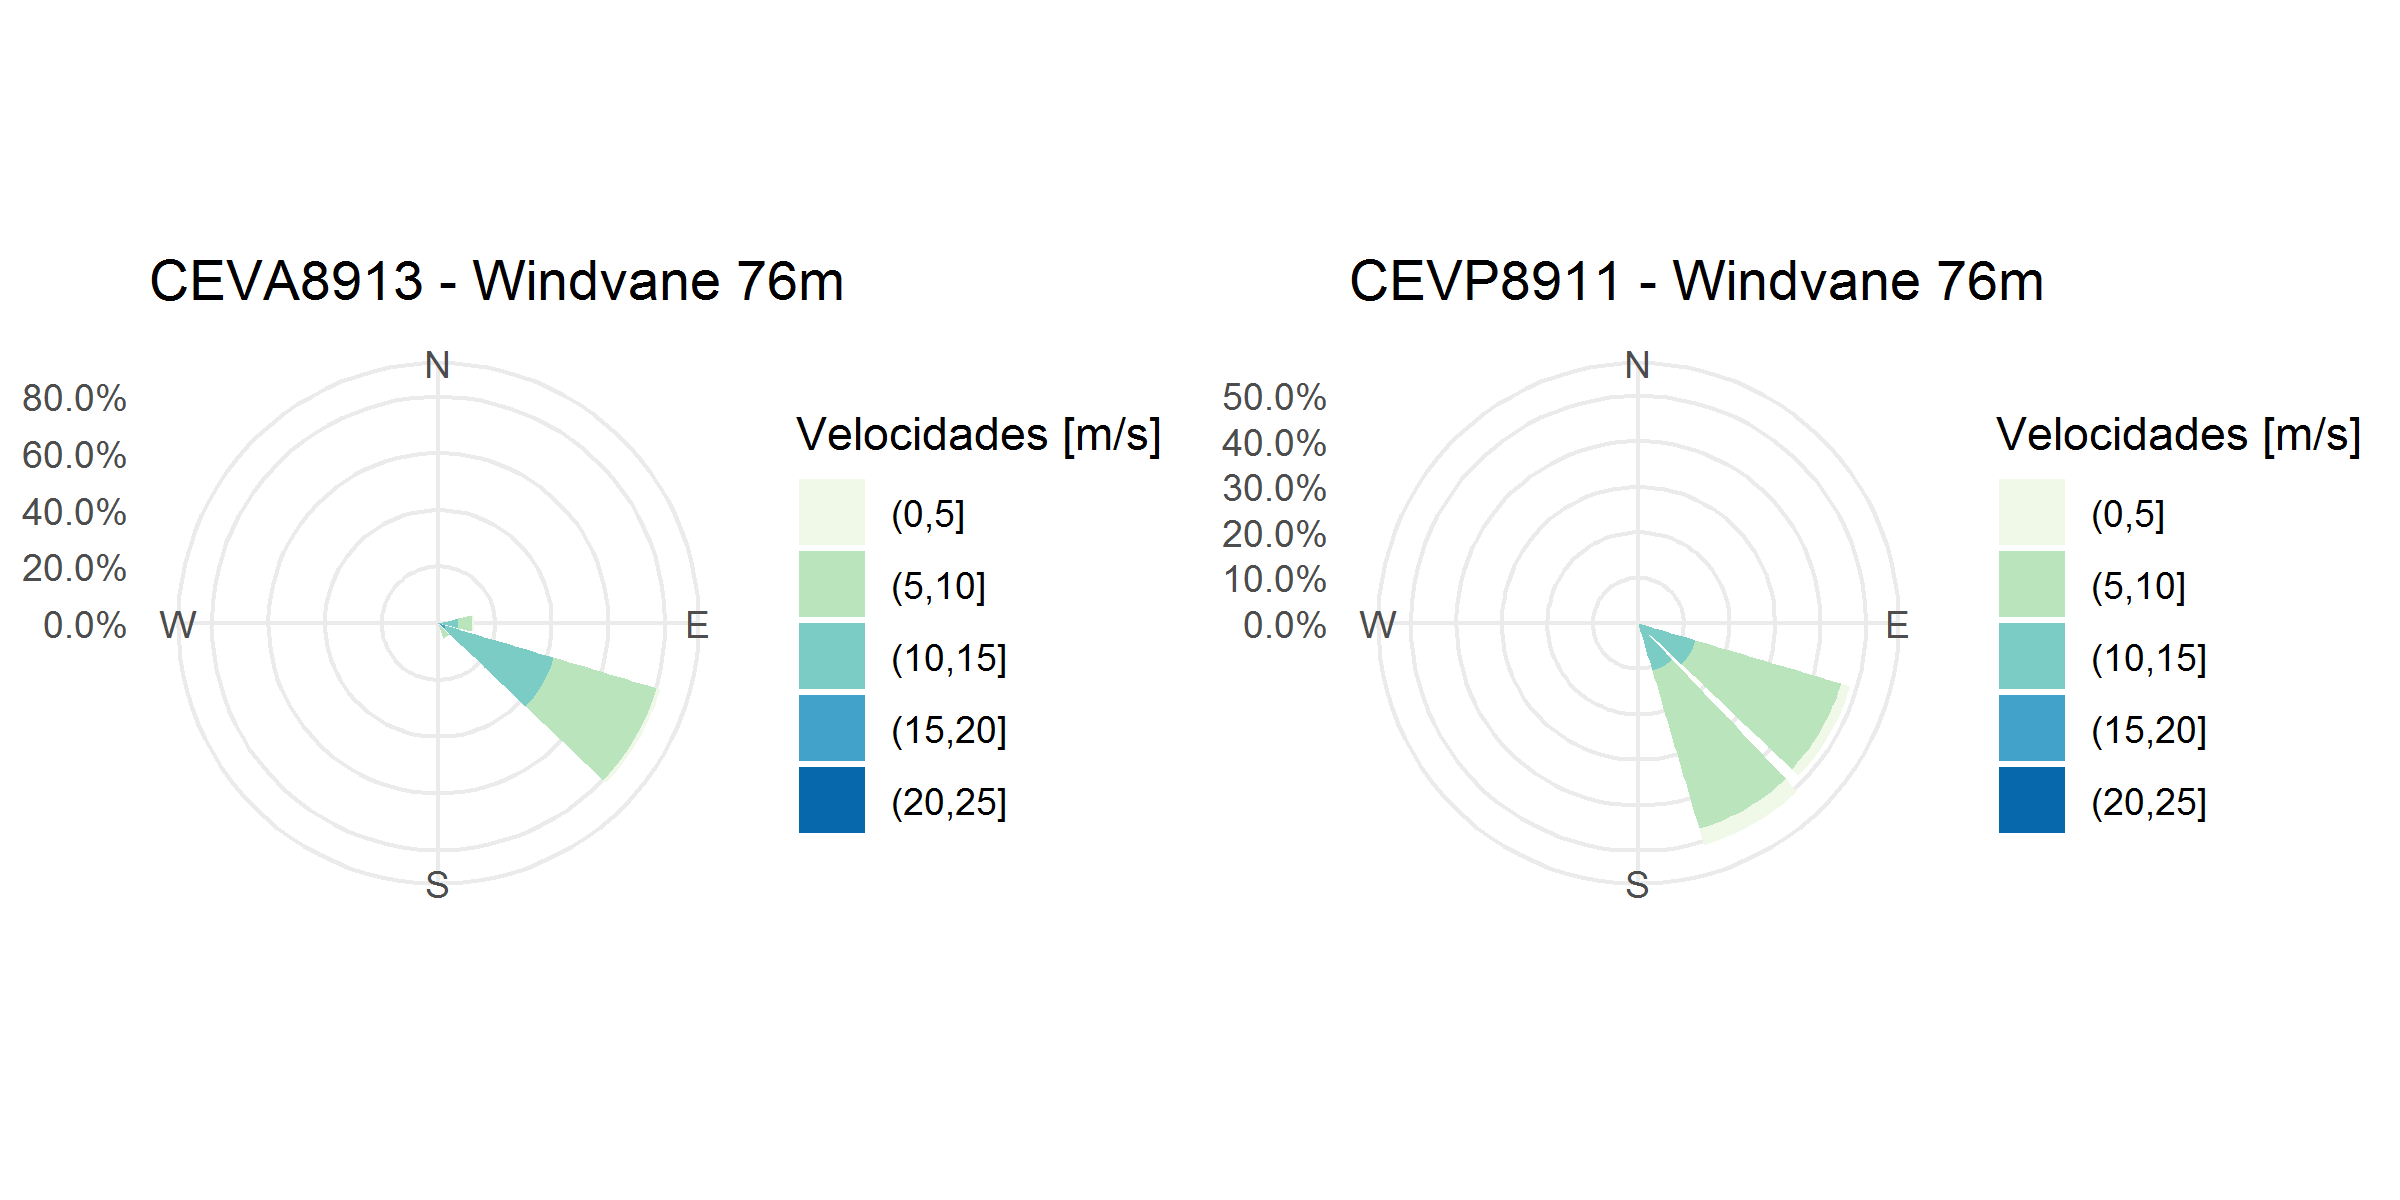 CEVA8913 - Windvane 76m
N
80.0%
60.0%
40.0%
20.0%
0.0%
W
E
S
Velocidades [m/s]
(0,5]
(5,10]
(10,15]
(15,20]
(20,25]
CEVP8911 - Windvane 76m
N
50.0%
40.0%
30.0%
20.0%
10.0%
0.0%
W
E
S
Velocidades [m/s]
(0,5]
(5,10]
(10,15]
(15,20]
(20,25]